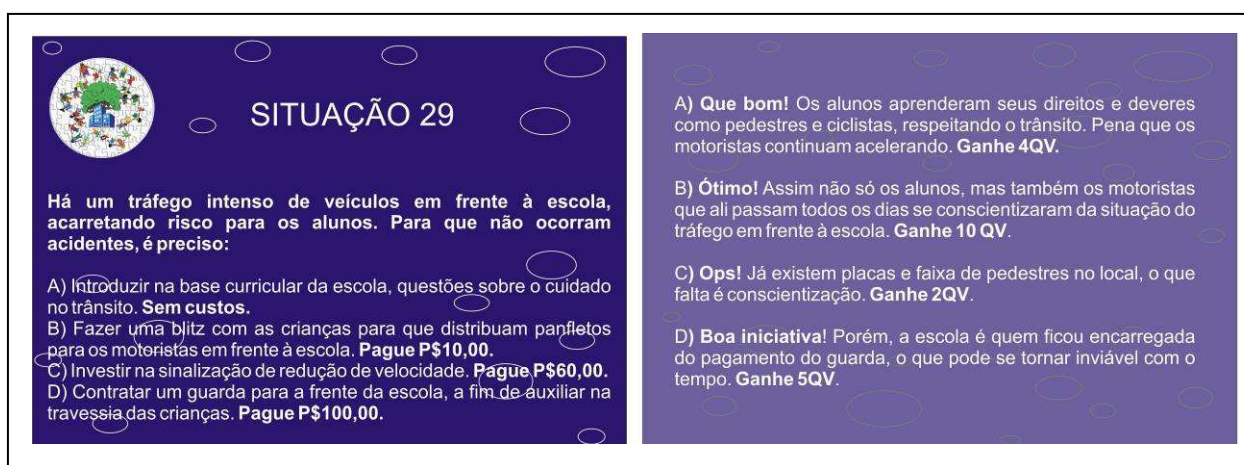 SITUAÇÃO 29
Há um tráfego intenso de veículos em frente à escola,
acarretando risco para os alunos. Para que não ocorram
acidentes, é preciso:
A) Introduzir na base curricular da escola, questões sobre o cuidado
no trânsito. Sem custos.
B) Fazer uma blitz com as crianças para que distribuam panfletos
para os motoristas em frente à escola. Pague P$10,00.
C) Investir na sinalização de redução de velocidade. Pague P$60,00.
D) Contratar um guarda para a frente da escola, a fim de auxiliar na
travessia das crianças. Pague P$100,00.
A) Que bom! Os alunos aprenderam seus direitos e deveres
como pedestres e ciclistas, respeitando o trânsito. Pena que os
motoristas continuam acelerando. Ganhe 4QV.
B) Ótimo! Assim não só os alunos, mas também os motoristas
que ali passam todos os dias se conscientizaram da situação do
tráfego em frente à escola. Ganhe 10 QV.
C) Ops! Já existem placas e faixa de pedestres no local, o que
falta é conscientização. Ganhe 2QV.
D) Boa iniciativa! Porém, a escola é quem ficou encarregada
do pagamento do guarda, o que pode se tornar inviável com o
tempo. Ganhe 5QV.